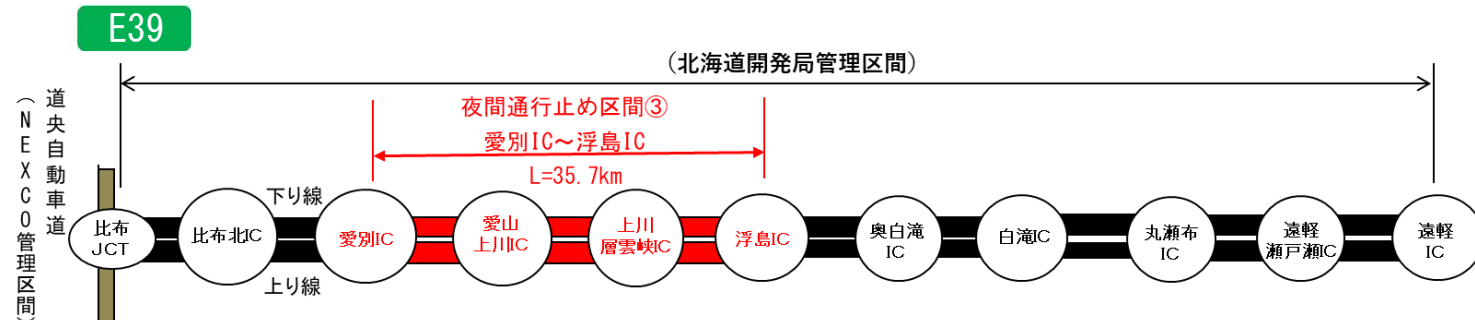 E39
(北海道開発局管理区間)
道央自動車道
(NEXCO管理区間)
夜間通行止め区間③
愛別IC～浮島IC
L=35.7km
下り線
比布
JCT
比布北IC
愛別IC
愛山
上川IC
上川
層雲峡IC
浮島IC
奥白滝
IC
白滝IC
丸瀬布
IC
遠軽
瀬戸瀬IC
遠軽
IC
上り線